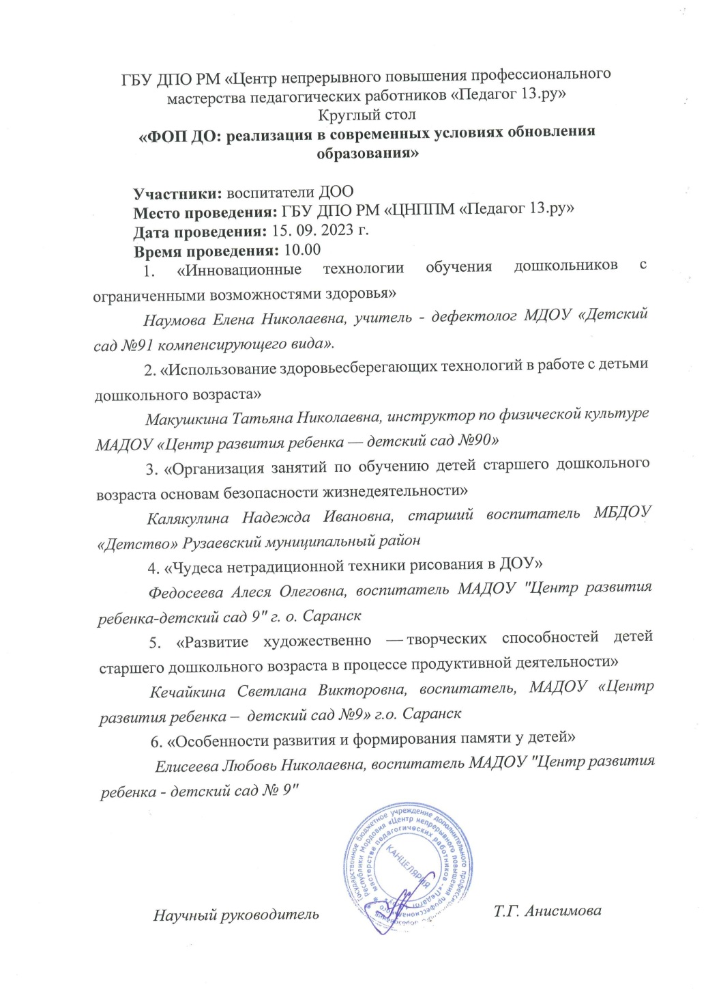 ГБУ ДПО РМ «Центр непрерывного повышения профессионального
мастерства педагогических работников «Педагог 13.ру»
Круглый стол
«ФОП ДО: реализация в современных условиях обновления
образования»
Участники: воспитатели ДОО
Место проведения: ГБУ ДПО РМ «ЦНППМ «Педагог 13.ру»
Дата проведения: 15. 09. 2023 г.
Время проведения: 10.00
1. «Инновационные технологии обучения дошкольников с
ограниченными возможностями здоровья»
Наумова Елена Николаевна, учитель - дефектолог МДОУ «Детский
сад №91 компенсирующего вида».
2. «Использование здоровьесберегающих технологий в работе с детьми
дошкольного возраста»
Макушкина Татьяна Николаевна, инструктор по физической культуре
МАДОУ «Центр развития ребенка — детский сад №90»
3. «Организация занятий по обучению детей старшего дошкольного
возраста основам безопасности жизнедеятельности»
Калякулина Надежда Ивановна, старший воспитатель МБДОУ
«Детство» Рузаевский муниципальный район
4. «Чудеса нетрадиционной техники рисования в ДОУ»
Федосеева Алеся Олеговна, воспитатель МАДОУ "Центр развития
ребенка-детский сад 9" г. о. Саранск
5. «Развитие художественно — творческих способностей детей
старшего дошкольного возраста в процессе продуктивной деятельности»
Кечайкина Светлана Викторовна, воспитатель, МАДОУ «Центр
развития ребенка – детский сад №9» г.о. Саранск
6. «Особенности развития и формирования памяти у детей»
Елисеева Любовь Николаевна, воспитатель МАДОУ "Центр развития
ребенка - детский сад № 9"
Государственное бюджетное учреждение дополнительного
Республики Мордовия «Центр непрерывного повышения профессионального
мастерства педагогических работников - «Педагог
КАНЦЕЛЯРИЯ
Научный руководитель Т.Г. Анисимова